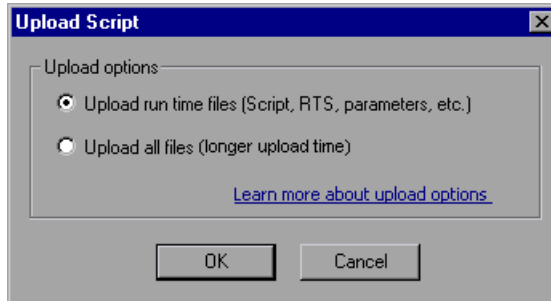 Upload Script
Upload options
Upload run time files (Script, RTS, parameters, etc.)
Upload all files (longer upload time)
Learn more about upload options
OK
Cancel